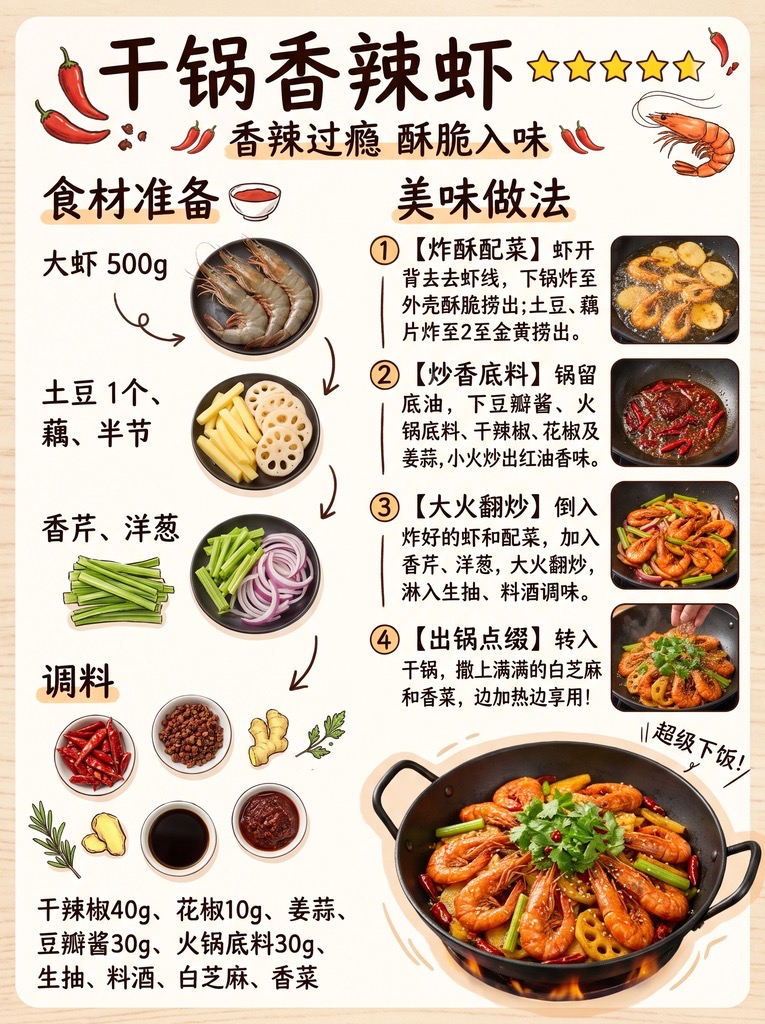 干锅香辣虾
香辣过瘾 酥脆入味
食材准备
大虾 500g
土豆 1个、
藕、半节
香芹、洋葱
调料
干辣椒40g、花椒10g、姜蒜、
豆瓣酱30g、火锅底料30g、
生抽、料酒、白芝麻、香菜
美味做法
1 【炸酥配菜】虾开
背去去虾线，下锅炸至
外壳酥脆捞出;土豆、藕
片炸至2至金黄捞出。
2 【炒香底料】锅留
底油，下豆瓣酱、火
锅底料、干辣椒、花椒及
姜蒜,小火炒出红油香味。
3 【大火翻炒】倒入
炸好的虾和配菜，加入
香芹、洋葱，大火翻炒，
淋入生抽、料酒调味。
4 【出锅点缀】转入
干锅，撒上满满的白芝麻
和香菜，边加热边享用!
超级下饭!